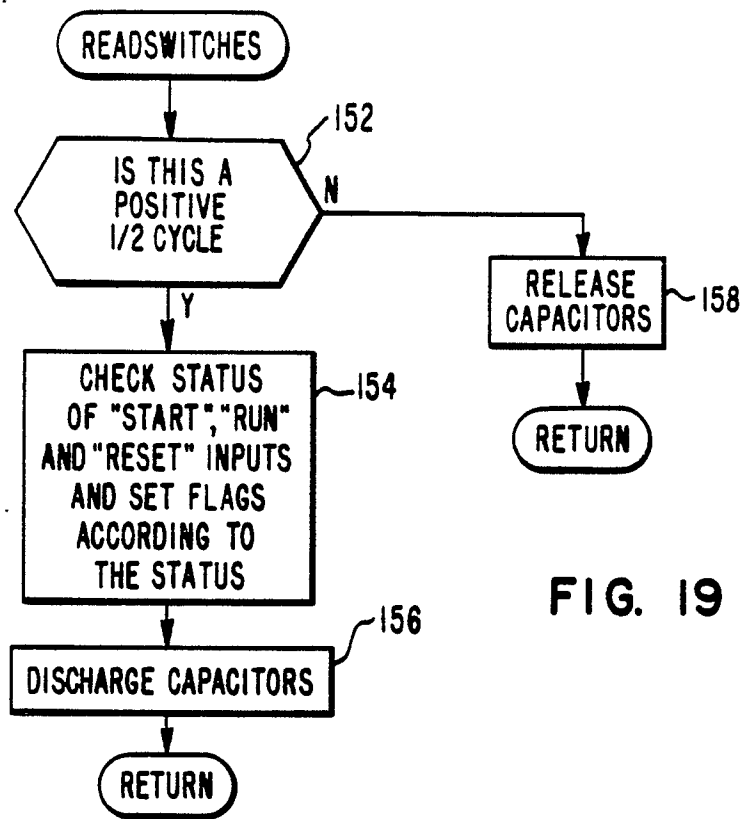 READSWITCHES
152
IS THIS A
POSITIVE
1/2 CYCLE
N
Y
RELEASE
CAPACITORS
158
RETURN
CHECK STATUS
OF "START", "RUN"
AND "RESET" INPUTS
AND SET FLAGS
ACCORDING TO
THE STATUS
154
FIG. 19
156
DISCHARGE CAPACITORS
RETURN